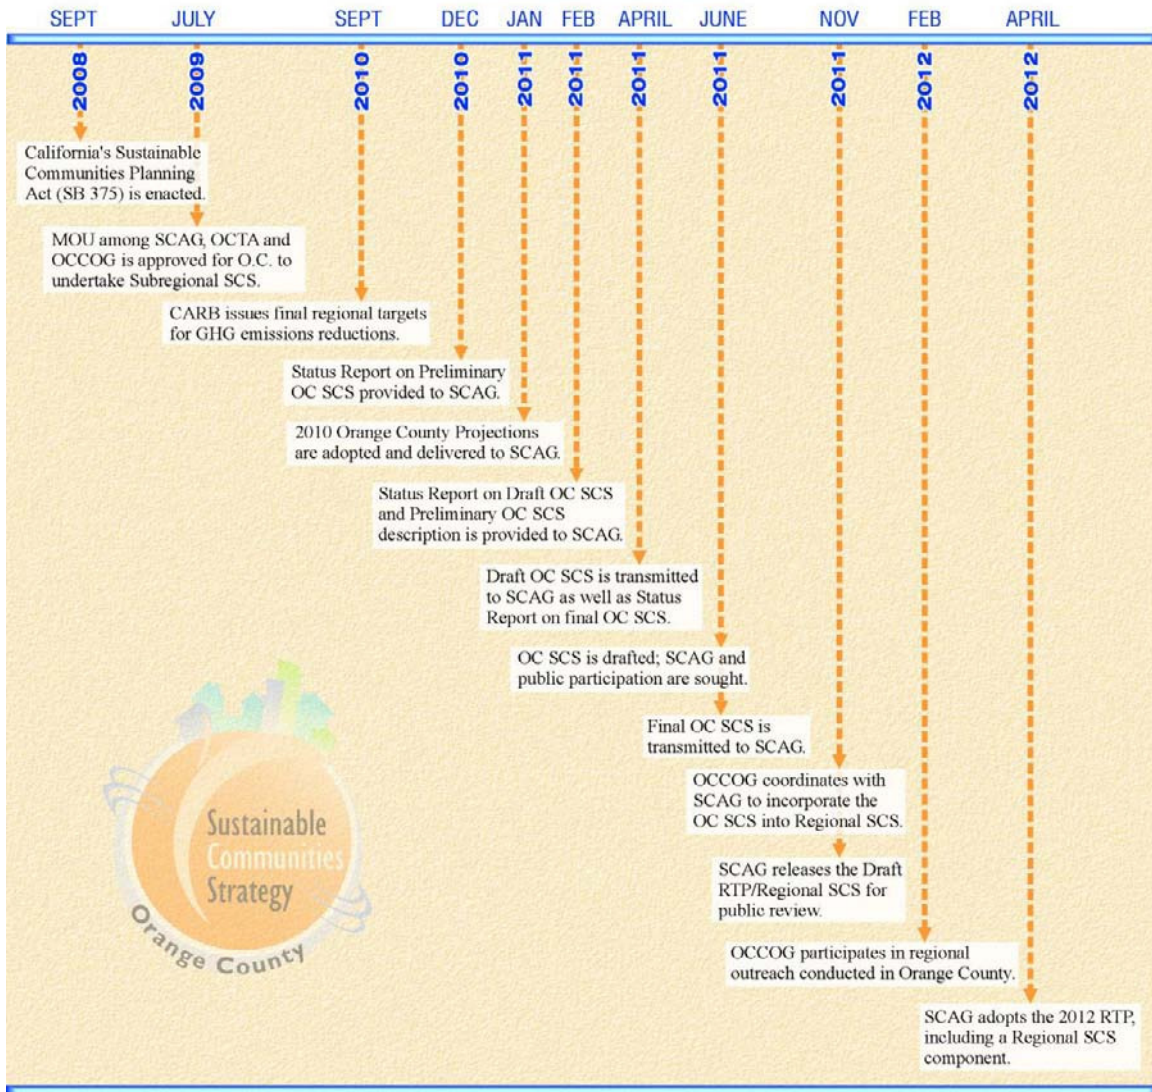 SEPT JULY SEPT DEC JAN FEB APRIL JUNE NOV FEB APRIL
2008 2009 2010 2010 2011 2011 2011 2011 2011 2012 2012
California's Sustainable
Communities Planning
Act (SB 375) is enacted.
MOU among SCAG, OCTA and
OCCOG is approved for O.C. to
undertake Subregional SCS.
CARB issues final regional targets
for GHG emissions reductions.
Status Report on Preliminary
OC SCS provided to SCAG.
2010 Orange County Projections
are adopted and delivered to SCAG.
Status Report on Draft OC SCS
and Preliminary OC SCS
description is provided to SCAG.
Draft OC SCS is transmitted
to SCAG as well as Status
Report on final OC SCS.
OC SCS is drafted; SCAG and
public participation are sought.
Final OC SCS is
transmitted to SCAG.
OCCOG coordinates with
SCAG to incorporate the
OC SCS into Regional SCS.
SCAG releases the Draft
RTP/Regional SCS for
public review.
OCCOG participates in regional
outreach conducted in Orange County.
SCAG adopts the 2012 RTP,
including a Regional SCS
component.
Sustainable
Communities
Strategy
Orange County